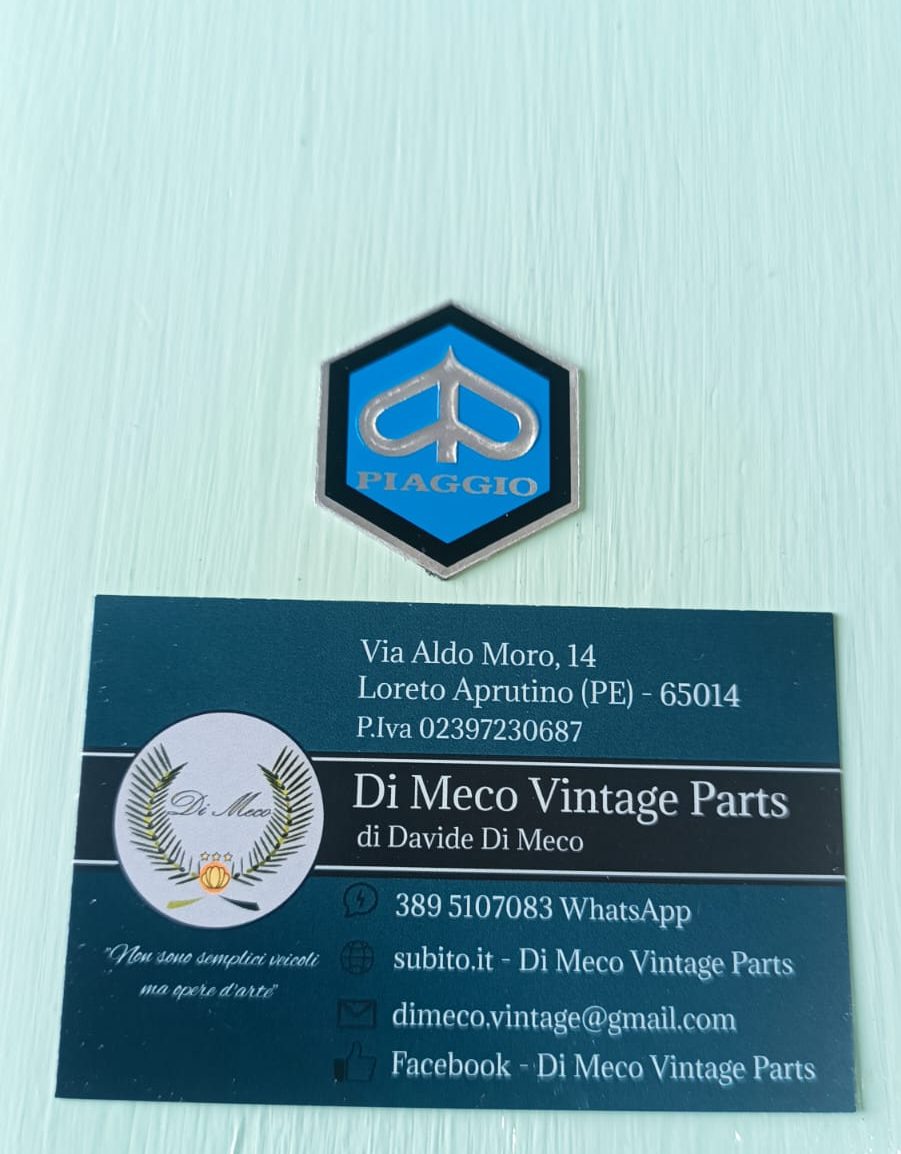 PIAGGIO
Via Aldo Moro, 14
Loreto Aprutino (PE) - 65014
P.Iva 02397230687
Di Meco
Di Meco Vintage Parts
di Davide Di Meco
389 5107083 WhatsApp
subito.it - Di Meco Vintage Parts
dimeco.vintage@gmail.com
Facebook - Di Meco Vintage Parts
"Non sono semplici veicoli
ma opere d'arte"